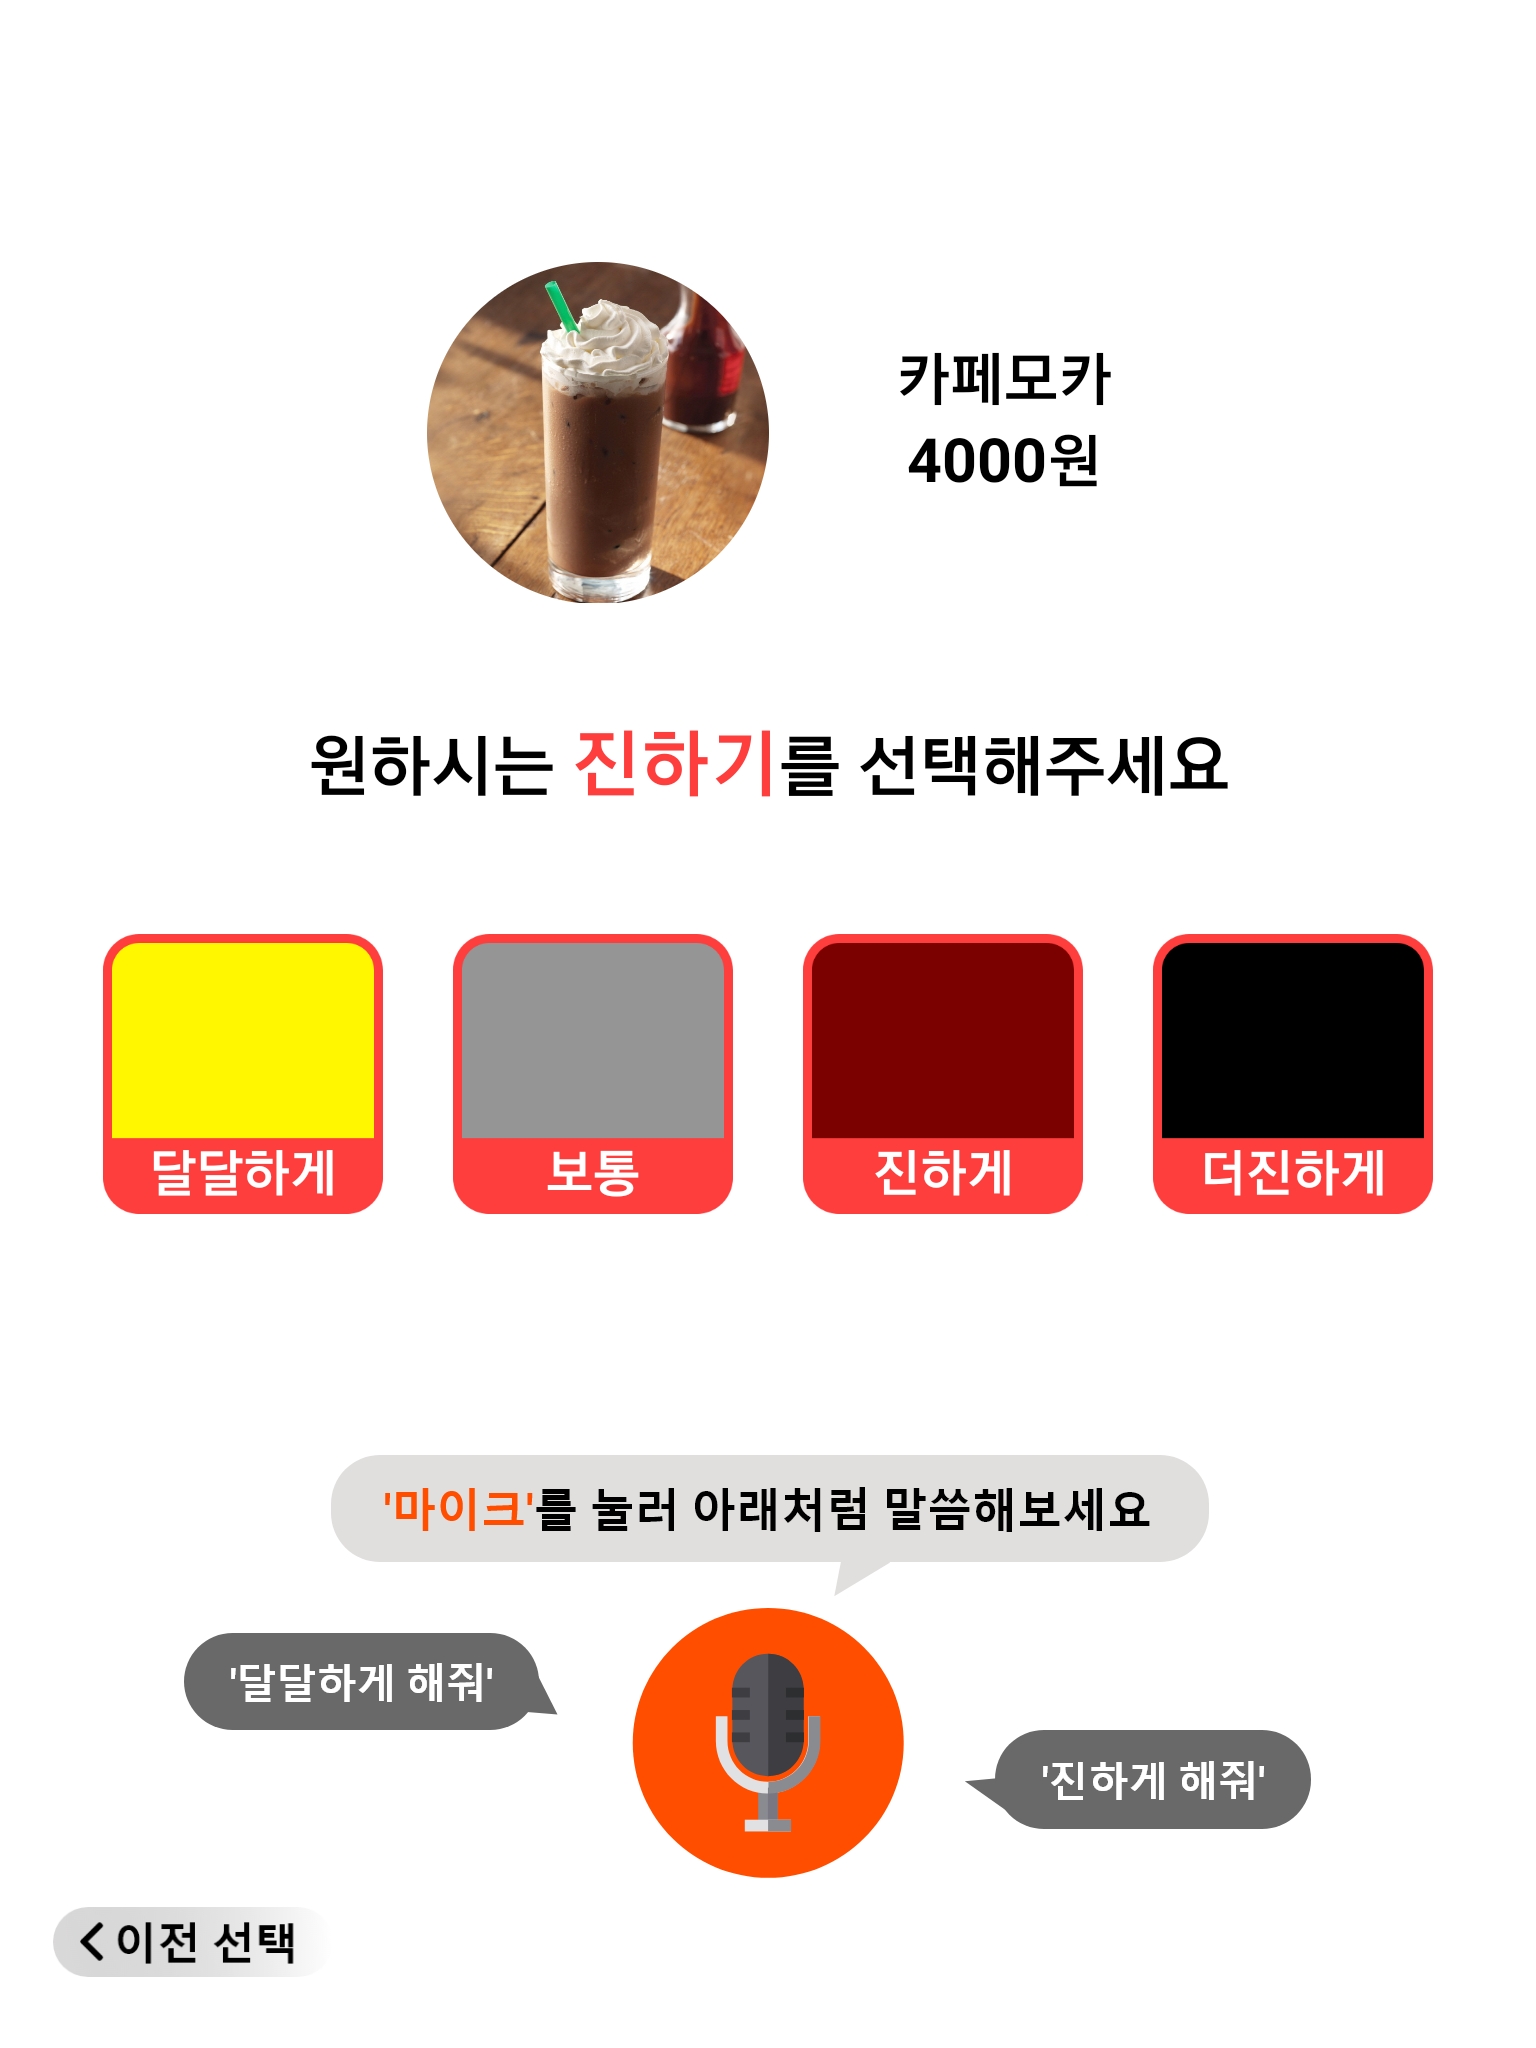 카페모카
4000원
원하시는 진하기를 선택해주세요
달달하게
보통
진하게
더진하게
'마이크'를 눌러 아래처럼 말씀해보세요
'달달하게 해줘'
'진하게 해줘'
이전 선택